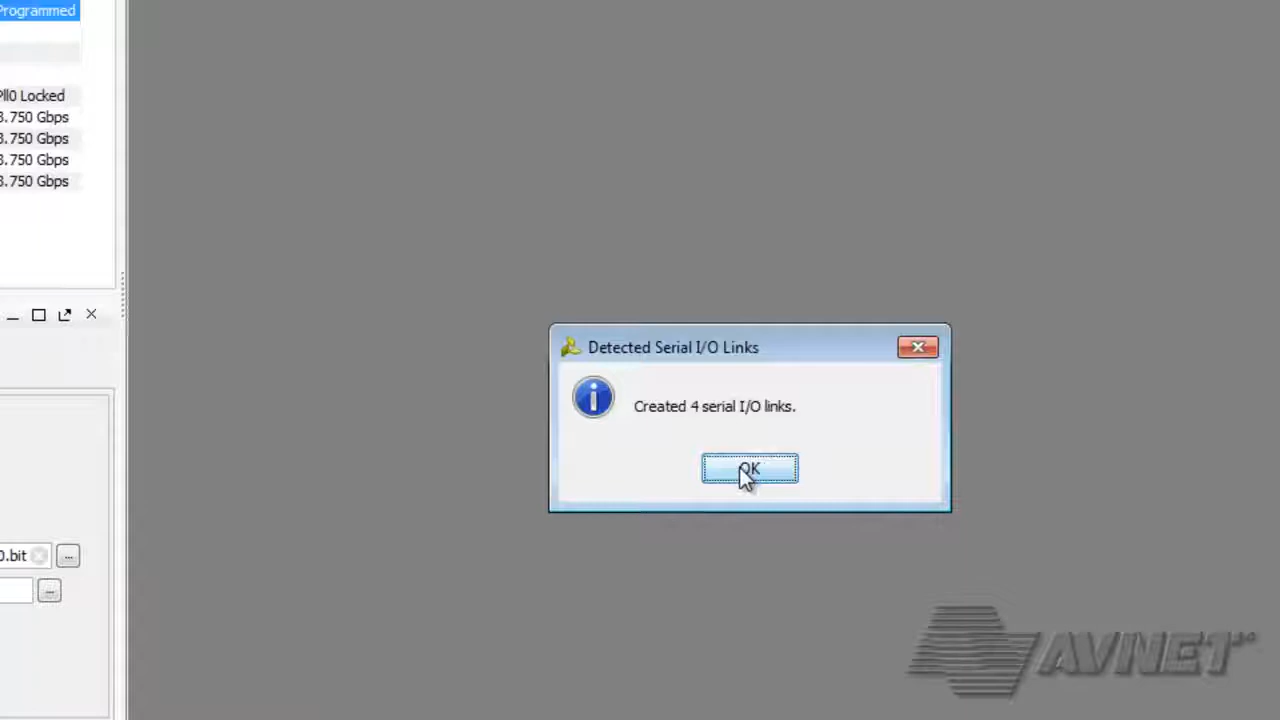 Programmed
Pll0 Locked
3.750 Gbps
3.750 Gbps
3.750 Gbps
3.750 Gbps
Detected Serial I/O Links
Created 4 serial I/O links.
OK
0.bit
...
...
AVNET